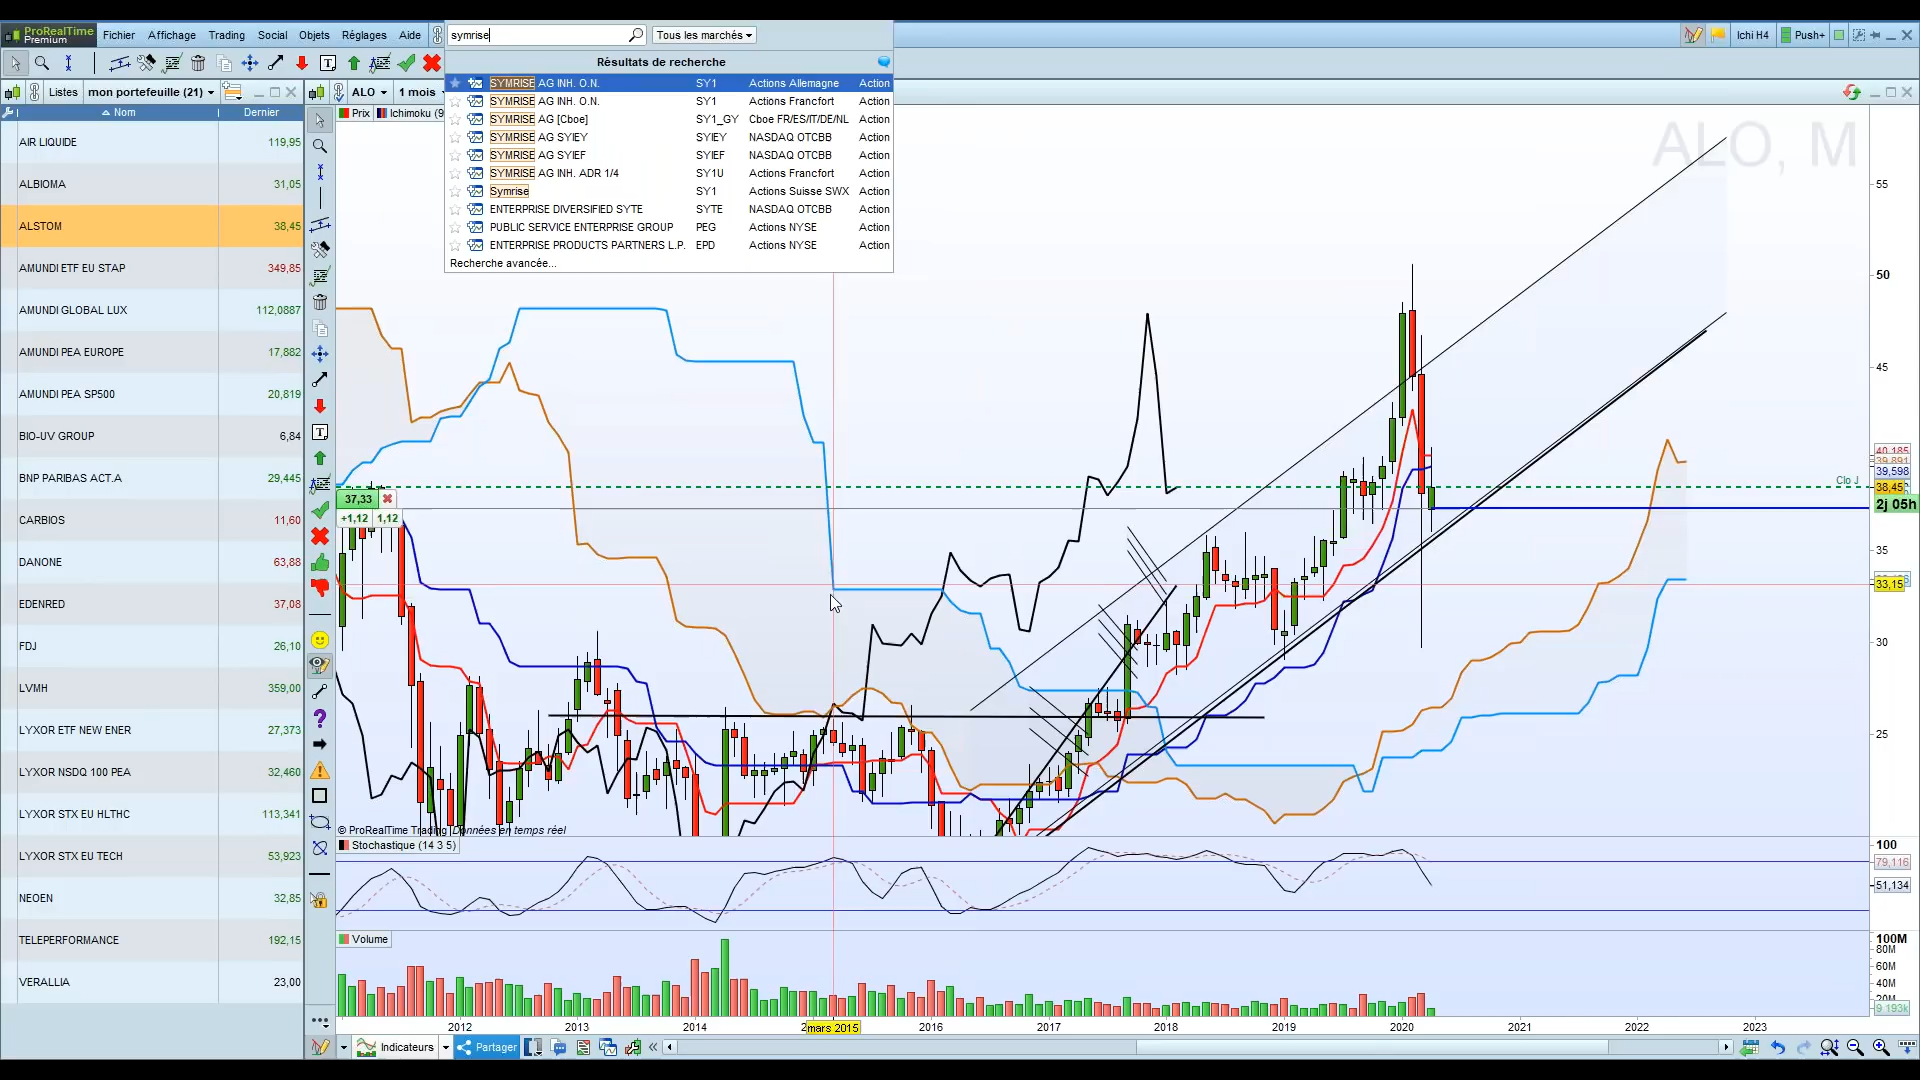 ProRealTime
Premium
Fichier Affichage Trading Social Objets Réglages Aide
symrise
Tous les marchés
Ichi H4
Push+
Résultats de recherche
SYMRISE AG INH. O.N. SY1 Actions Allemagne Action
SYMRISE AG INH. O.N. SY1 Actions Francfort Action
SYMRISE AG [Cboe] SY1_GY Cboe FR/ES/IT/DE/NL Action
SYMRISE AG SYIEY SYIEY NASDAQ OTCBB Action
SYMRISE AG SYIEF SYIEF NASDAQ OTCBB Action
SYMRISE AG INH. ADR 1/4 SY1U Actions Francfort Action
Symrise SY1 Actions Suisse SWX Action
ENTERPRISE DIVERSIFIED SYTE SYTE NASDAQ OTCBB Action
PUBLIC SERVICE ENTERPRISE GROUP PEG Actions NYSE Action
ENTERPRISE PRODUCTS PARTNERS L.P. EPD Actions NYSE Action
Recherche avancée...
Listes mon portefeuille (21)
ALO 1 mois
Nom Dernier
AIR LIQUIDE 119,95
ALBIOMA 31,05
ALSTOM 38,45
AMUNDI ETF EU STAP 349,85
AMUNDI GLOBAL LUX 112,0887
AMUNDI PEA EUROPE 17,882
AMUNDI PEA SP500 20,819
BIO-UV GROUP 6,84
BNP PARIBAS ACT.A 29,445
CARBIOS 11,60
DANONE 63,88
EDENRED 37,08
FDJ 26,10
LVMH 359,00
LYXOR ETF NEW ENER 27,373
LYXOR NSDQ 100 PEA 32,460
LYXOR STX EU HLTHC 113,341
LYXOR STX EU TECH 53,923
NEOEN 32,85
TELEPERFORMANCE 192,15
VERALLIA 23,00
Prix Ichimoku (9
ALO, M
55
50
45
40,185
39,598
Clo J
38,45
2j 05h
35
33,15
30
25
37,33
+1,12 1,12
© ProRealTime Trading Données en temps réel
Stochastique (14 3 5)
100
79,116
51,134
Volume
100M
80M
60M
40M
20M
9 193k
2012 2013 2014 mars 2015 2016 2017 2018 2019 2020 2021 2022 2023
Indicateurs
Partager